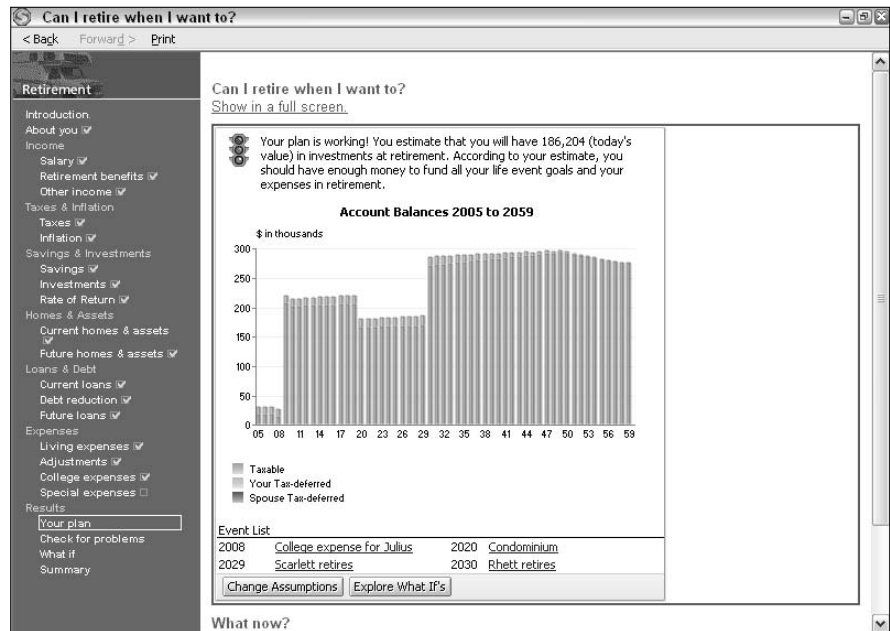 Can I retire when I want to?
< Back Forward > Print
Retirement
Introduction
About you
Income
Salary
Retirement benefits
Other income
Taxes & Inflation
Taxes
Inflation
Savings & Investments
Savings
Investments
Rate of Return
Homes & Assets
Current homes & assets
Future homes & assets
Loans & Debt
Current loans
Debt reduction
Future loans
Expenses
Living expenses
Adjustments
College expenses
Special expenses
Results
Your plan
Check for problems
What if
Summary
Can I retire when I want to?
Show in a full screen.
Your plan is working! You estimate that you will have 186,204 (today's
value) in investments at retirement. According to your estimate, you
should have enough money to fund all your life event goals and your
expenses in retirement.
Account Balances 2005 to 2059
$ in thousands
300
250
200
150
100
50
0
05 08 11 14 17 20 23 26 29 32 35 38 41 44 47 50 53 56 59
Taxable
Your Tax-deferred
Spouse Tax-deferred
Event List
2008 College expense for Julius 2020 Condominium
2029 Scarlett retires 2030 Rhett retires
Change Assumptions Explore What If's
What now?